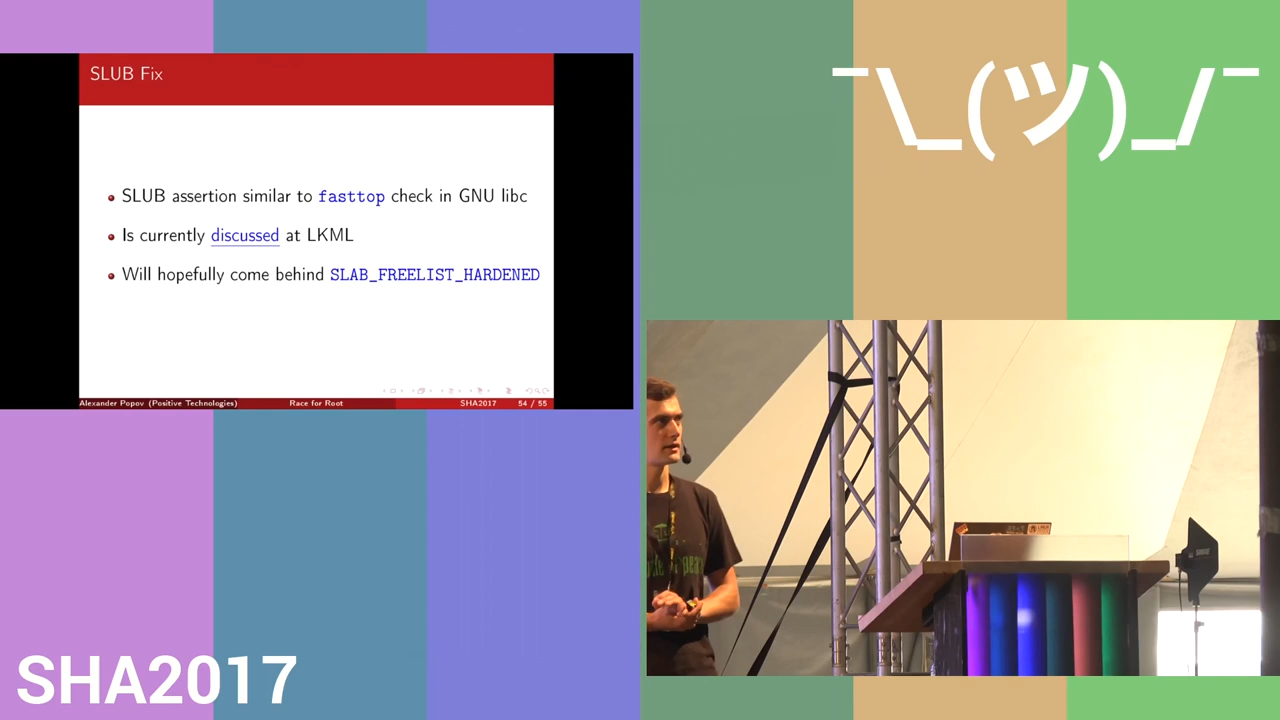 SLUB Fix
SLUB assertion similar to fasttop check in GNU libc
Is currently discussed at LKML
Will hopefully come behind SLAB_FREELIST_HARDENED
Alexander Popov (Positive Technologies) Race for Root SHA2017 54 / 55
¯\_(ツ)_/¯
SHA2017